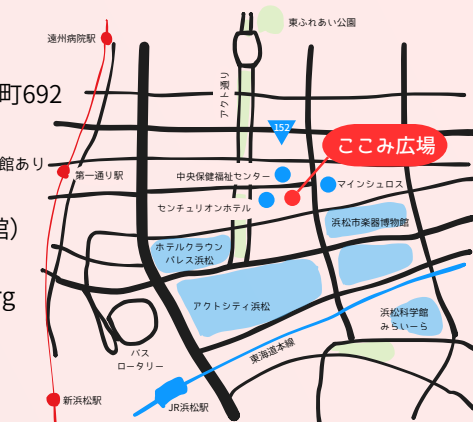 東ふれあい公園
遠州病院駅
アクト通り
町692
152
ここみ広場
館あり
第一通り駅
中央保健福祉センター
マインシュロス
センチュリオンホテル
浜松市楽器博物館
館）
ホテルクラウン
パレス浜松
rg
アクトシティ浜松
浜松科学館
みらいーら
バス
ロータリー
東海道本線
新浜松駅
JR浜松駅